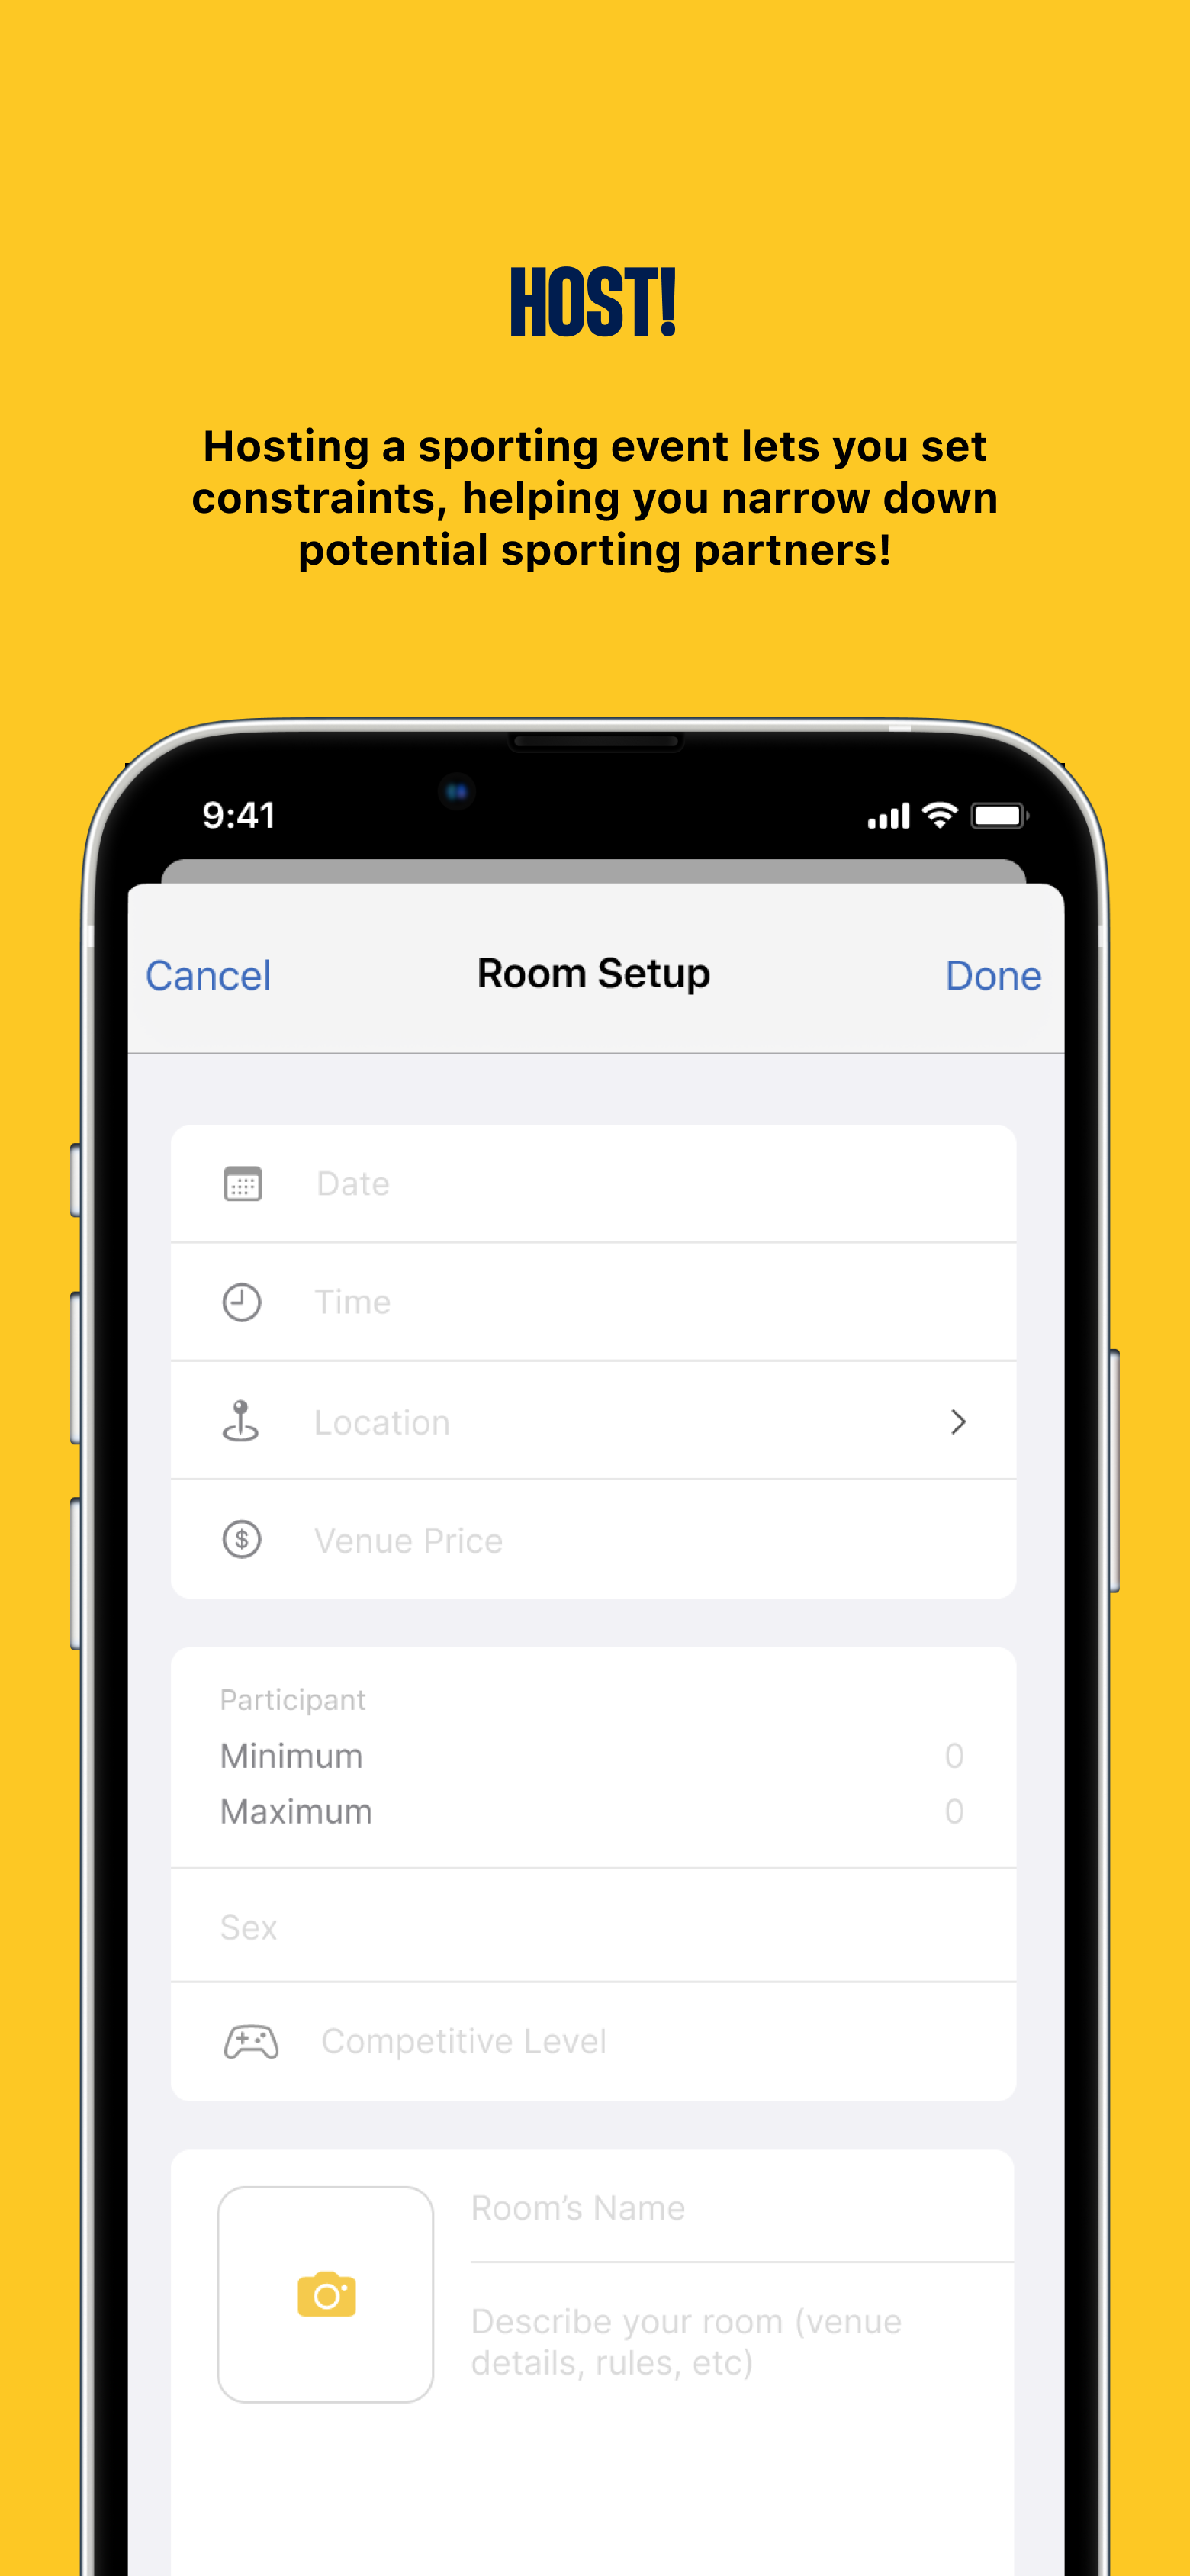 HOST!
Hosting a sporting event lets you set
constraints, helping you narrow down
potential sporting partners!
9:41
Cancel
Room Setup
Done
Date
Time
Location
$
Venue Price
Participant
Minimum
0
Maximum
0
Sex
Competitive Level
Room’s Name
Describe your room (venue
details, rules, etc)